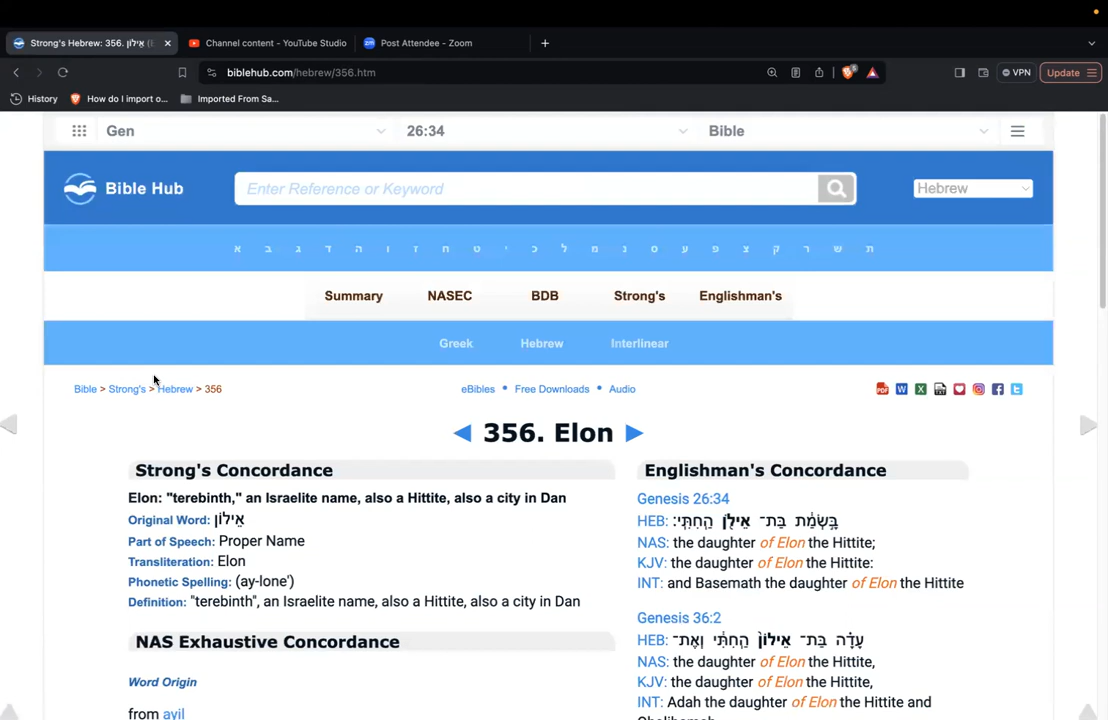 Strong's Hebrew: 356. אֵילוֹן (
Channel content - YouTube Studio
Post Attendee - Zoom
biblehub.com/hebrew/356.htm
VPN
Update
History
How do I import o...
Imported From Sa...
Gen
26:34
Bible
Bible Hub
Enter Reference or Keyword
Hebrew
א ב ג ד ה ו ז ח ט י כ ל מ נ ס ע פ צ ק ר ש ת
Summary NASEC BDB Strong's Englishman's
Greek Hebrew Interlinear
Bible > Strong's > Hebrew > 356
eBibles • Free Downloads • Audio
356. Elon
Strong's Concordance
Elon: "terebinth," an Israelite name, also a Hittite, also a city in Dan
Original Word: אֵילוֹן
Part of Speech: Proper Name
Transliteration: Elon
Phonetic Spelling: (ay-lone')
Definition: "terebinth", an Israelite name, also a Hittite, also a city in Dan
NAS Exhaustive Concordance
Word Origin
from ayil
Englishman's Concordance
Genesis 26:34
HEB: בָּ֣שְׂמַ֔ת בַּת־ אֵילֹ֖ן הַֽחִתִּֽי׃
NAS: the daughter of Elon the Hittite;
KJV: the daughter of Elon the Hittite:
INT: and Basemath the daughter of Elon the Hittite
Genesis 36:2
HEB: עָדָ֗ה בַּת־ אֵילוֹן֙ הַֽחִתִּ֔י וְאֶת־
NAS: the daughter of Elon the Hittite,
KJV: the daughter of Elon the Hittite,
INT: Adah the daughter of Elon the Hittite and